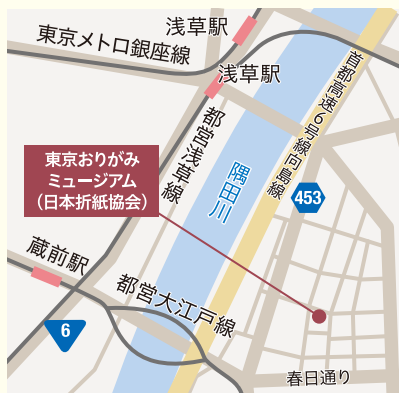 浅草駅
東京メトロ銀座線
浅草駅
首都高速6号線向島線
都営浅草線
東京おりがみ
ミュージアム
（日本折紙協会）
隅田川
453
蔵前駅
都営大江戸線
6
春日通り